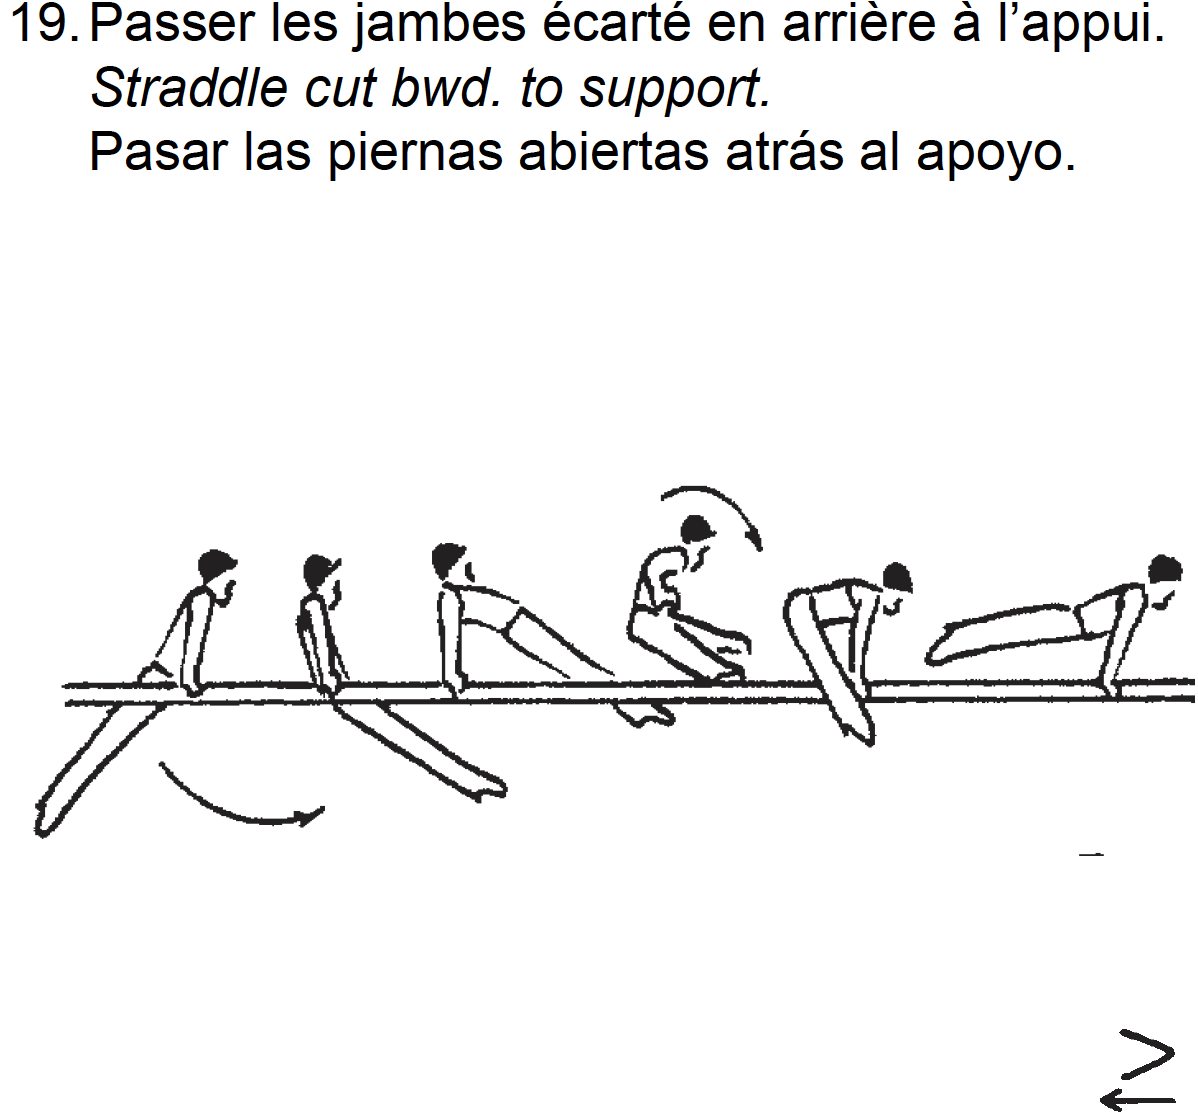 19. Passer les jambes écarté en arrière à l’appui.
Straddle cut bwd. to support.
Pasar las piernas abiertas atrás al apoyo.